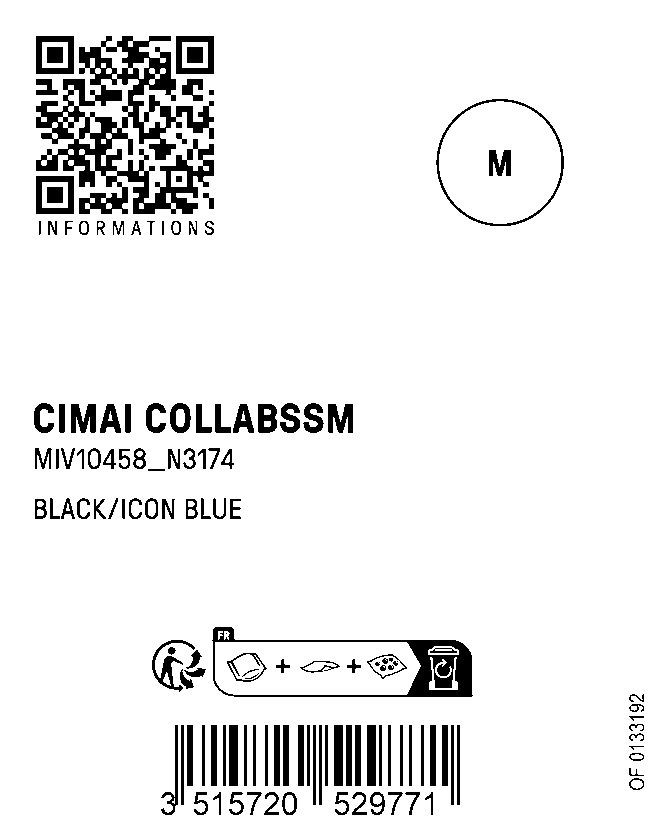 INFORMATIONS
M
CIMAI COLLABSSM
MIV10458_N3174
BLACK/ICON BLUE
FR
3 515720 529771
OF 0133192